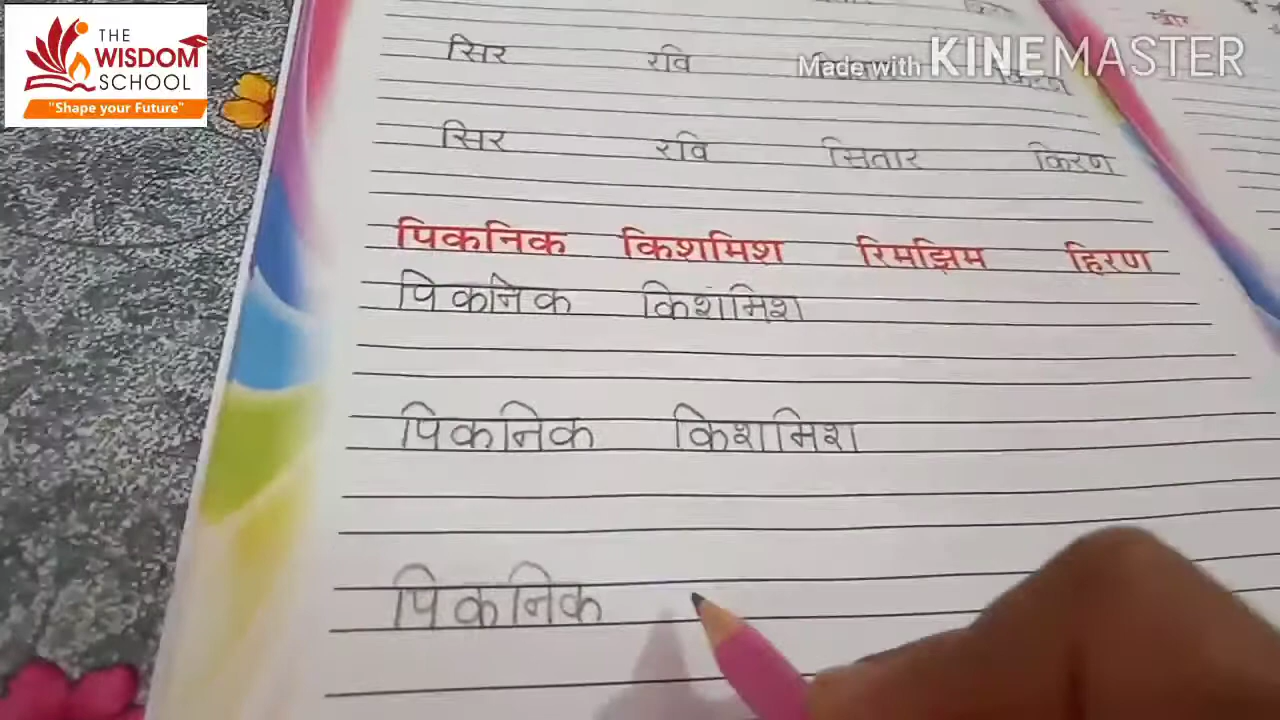 THE
WISDOM
SCHOOL
"Shape your Future"
Made with KINEMASTER
सिर रवि
सिर रवि सितार किरण
पिकनिक किशमिश रिमझिम हिरण
पिकनिक किशमिश
पिकनिक किशमिश
पिकनिक